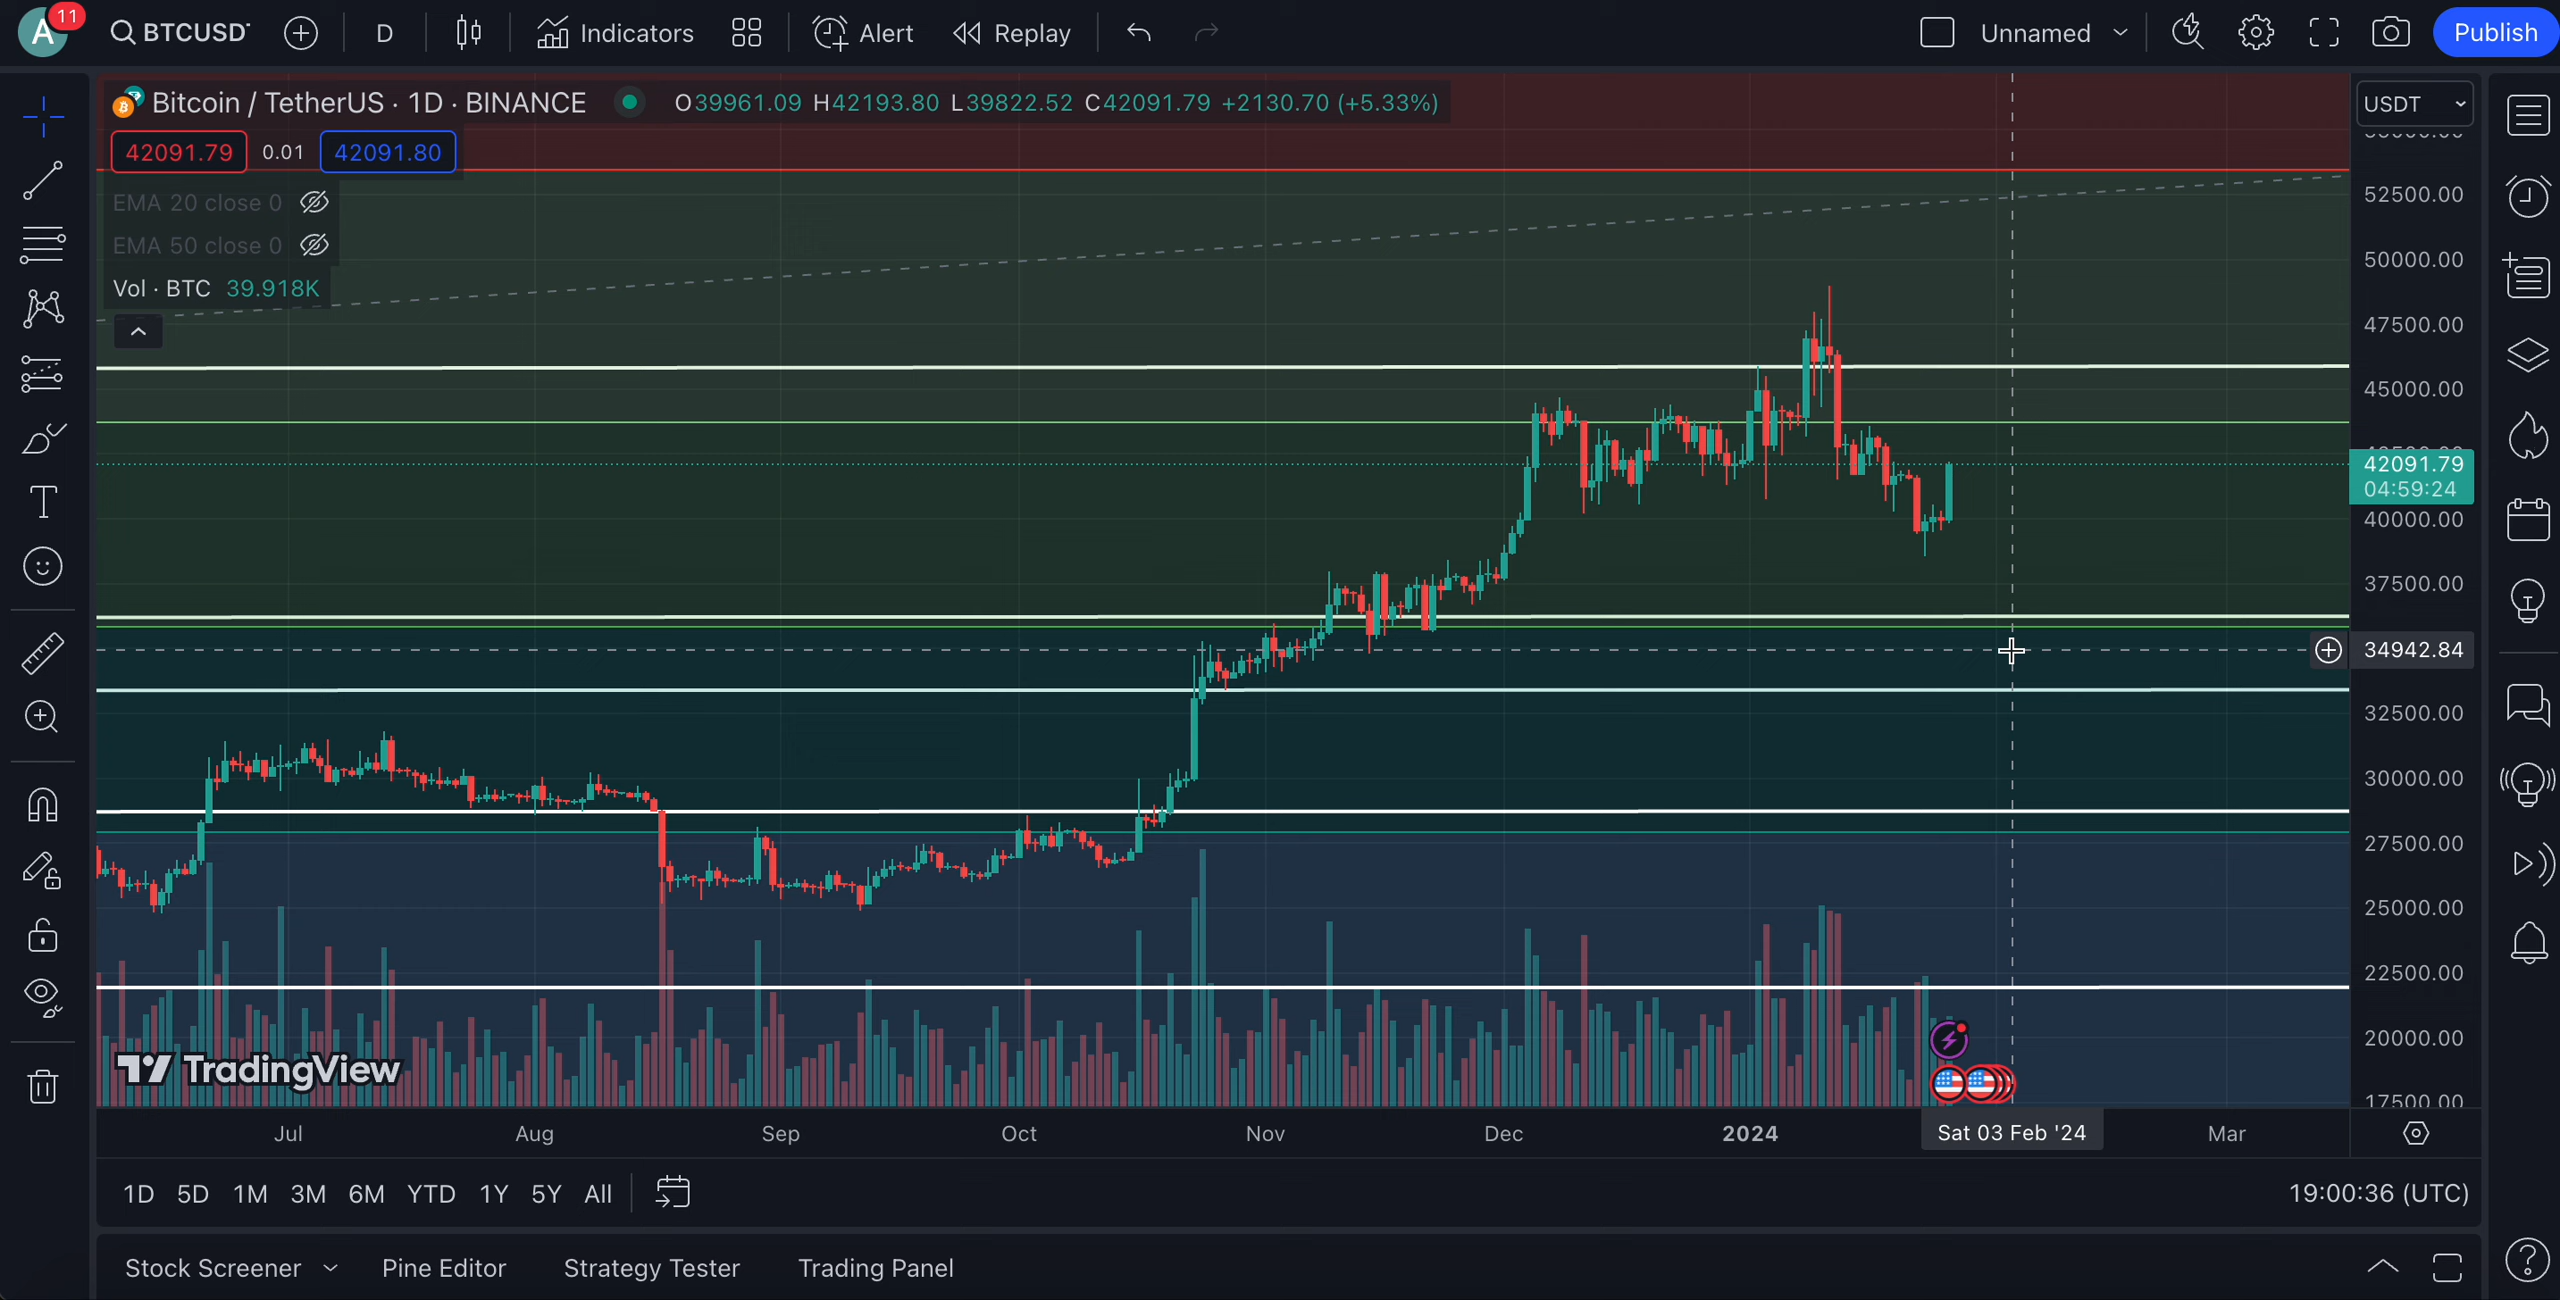 A 11 BTCUSDT D Indicators Alert Replay Unnamed Publish
Bitcoin / TetherUS · 1D · BINANCE O39961.09 H42193.80 L39822.52 C42091.79 +2130.70 (+5.33%)
USDT
42091.79 0.01 42091.80
EMA 20 close 0
EMA 50 close 0
Vol · BTC 39.918K
52500.00
50000.00
47500.00
45000.00
42091.79
04:59:24
40000.00
37500.00
34942.84
32500.00
30000.00
27500.00
25000.00
22500.00
20000.00
17500.00
TradingView
Jul Aug Sep Oct Nov Dec 2024 Sat 03 Feb '24 Mar
1D 5D 1M 3M 6M YTD 1Y 5Y All 19:00:36 (UTC)
Stock Screener Pine Editor Strategy Tester Trading Panel